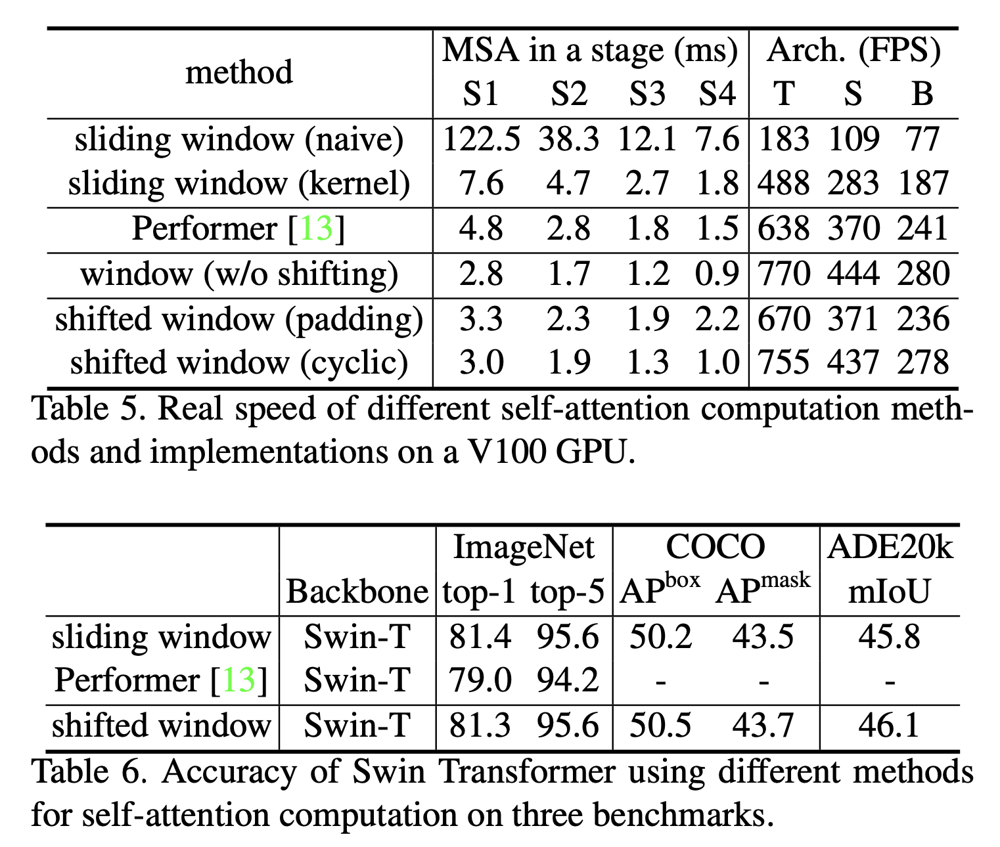 method MSA in a stage (ms) Arch. (FPS)
S1 S2 S3 S4 T S B
sliding window (naive) 122.5 38.3 12.1 7.6 183 109 77
sliding window (kernel) 7.6 4.7 2.7 1.8 488 283 187
Performer [13] 4.8 2.8 1.8 1.5 638 370 241
window (w/o shifting) 2.8 1.7 1.2 0.9 770 444 280
shifted window (padding) 3.3 2.3 1.9 2.2 670 371 236
shifted window (cyclic) 3.0 1.9 1.3 1.0 755 437 278
Table 5. Real speed of different self-attention computation meth-
ods and implementations on a V100 GPU.
ImageNet COCO ADE20k
Backbone top-1 top-5 AP^box AP^mask mIoU
sliding window Swin-T 81.4 95.6 50.2 43.5 45.8
Performer [13] Swin-T 79.0 94.2 - - -
shifted window Swin-T 81.3 95.6 50.5 43.7 46.1
Table 6. Accuracy of Swin Transformer using different methods
for self-attention computation on three benchmarks.